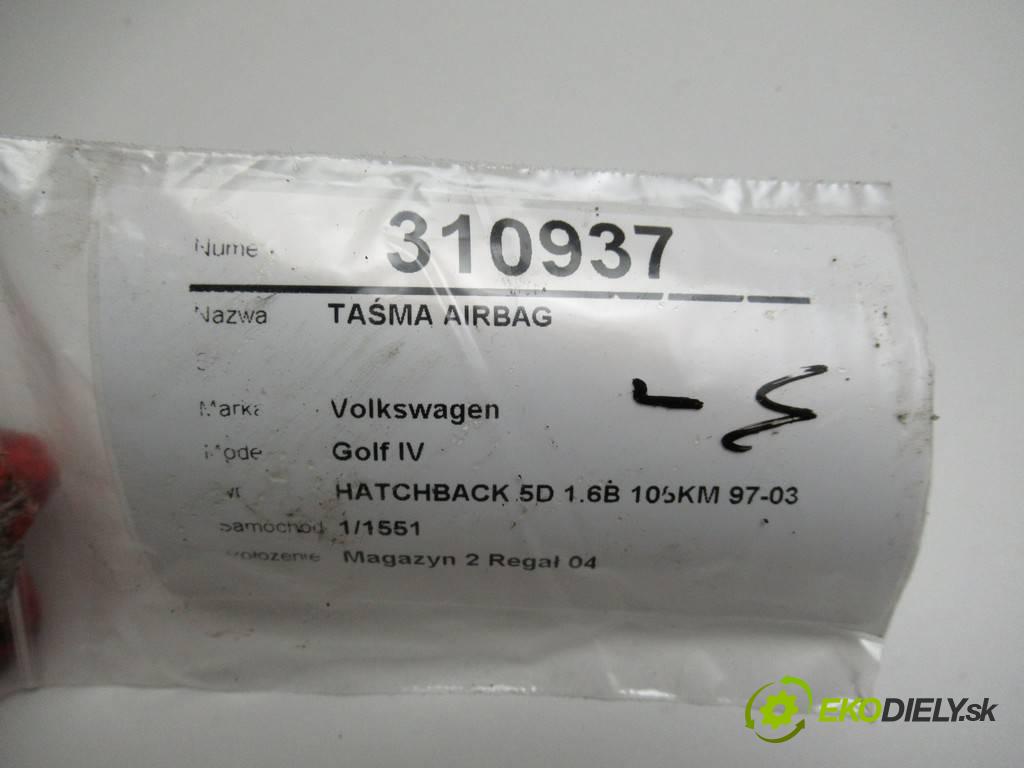 Nume 310937
Nazwa TAŚMA AIRBAG
Marka Volkswagen
Mode Golf IV
HATCHBACK 5D 1.6B 105KM 97-03
Samochód 1/1551
Magazyn 2 Regał 04
EKODIELY.sk